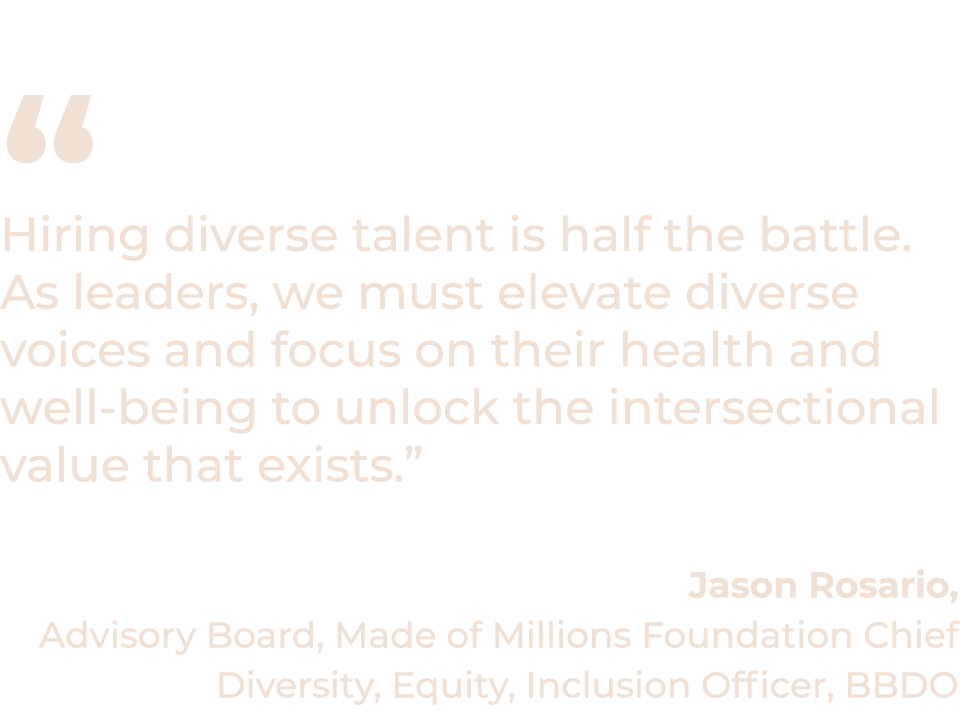 “
Hiring diverse talent is half the battle.
As leaders, we must elevate diverse
voices and focus on their health and
well-being to unlock the intersectional
value that exists.”
Jason Rosario,
Advisory Board, Made of Millions Foundation Chief
Diversity, Equity, Inclusion Officer, BBDO